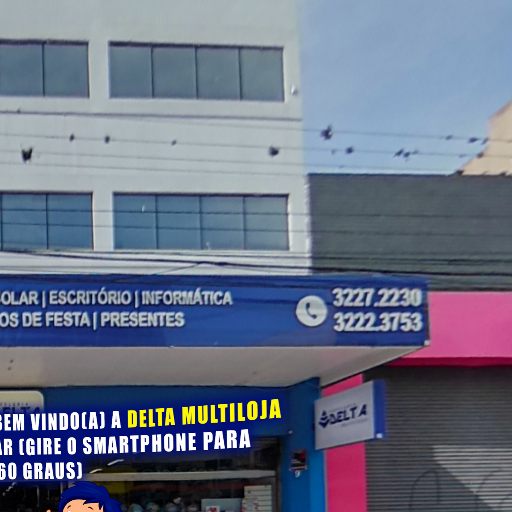 OLAR | ESCRITÓRIO | INFORMÁTICA
OS DE FESTA | PRESENTES
3227.2230
3222.3753
DELTA
BEM VINDO(A) A DELTA MULTILOJA
AR (GIRE O SMARTPHONE PARA
60 GRAUS)